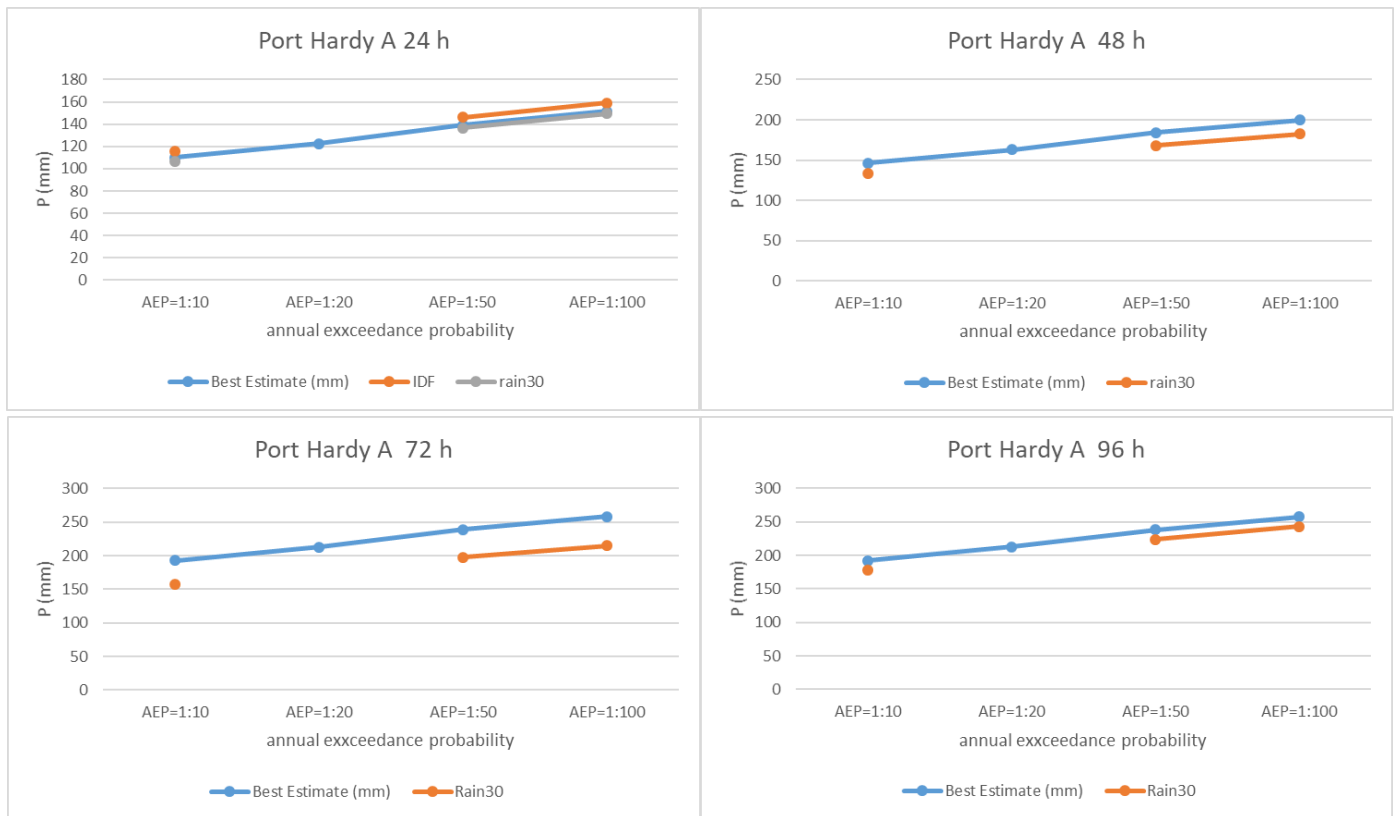 Port Hardy A 24 h
180
160
140
120
100
80
60
40
20
0
P (mm)
AEP=1:10 AEP=1:20 AEP=1:50 AEP=1:100
annual exxceedance probability
Best Estimate (mm) IDF rain30
Port Hardy A 48 h
250
200
150
100
50
0
P (mm)
AEP=1:10 AEP=1:20 AEP=1:50 AEP=1:100
annual exxceedance probability
Best Estimate (mm) rain30
Port Hardy A 72 h
300
250
200
150
100
50
0
P (mm)
AEP=1:10 AEP=1:20 AEP=1:50 AEP=1:100
annual exxceedance probability
Best Estimate (mm) Rain30
Port Hardy A 96 h
300
250
200
150
100
50
0
P (mm)
AEP=1:10 AEP=1:20 AEP=1:50 AEP=1:100
annual exxceedance probability
Best Estimate (mm) Rain30